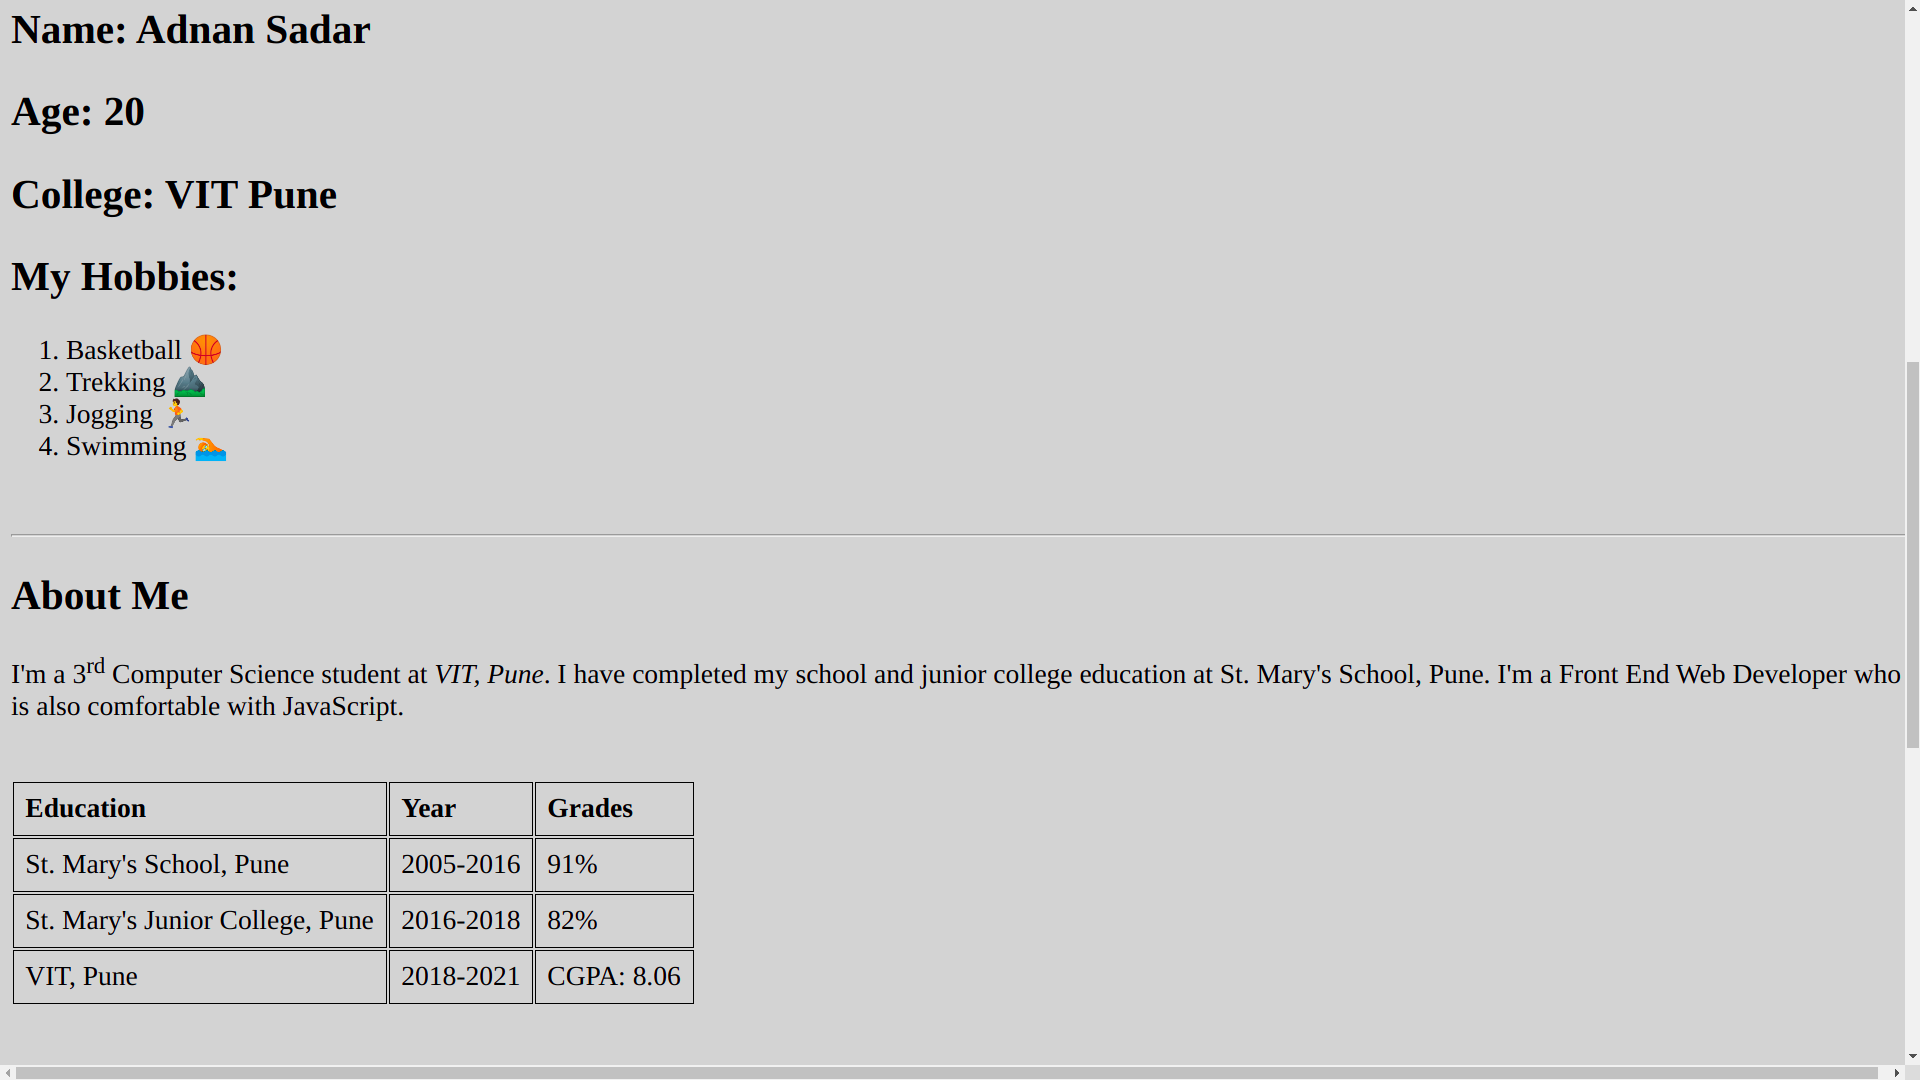 Name: Adnan Sadar
Age: 20
College: VIT Pune
My Hobbies:
1. Basketball 🏀
2. Trekking ⛰️
3. Jogging 🏃
4. Swimming 🏊
About Me
I'm a 3rd Computer Science student at VIT, Pune. I have completed my school and junior college education at St. Mary's School, Pune. I'm a Front End Web Developer who
is also comfortable with JavaScript.
Education Year Grades
St. Mary's School, Pune 2005-2016 91%
St. Mary's Junior College, Pune 2016-2018 82%
VIT, Pune 2018-2021 CGPA: 8.06